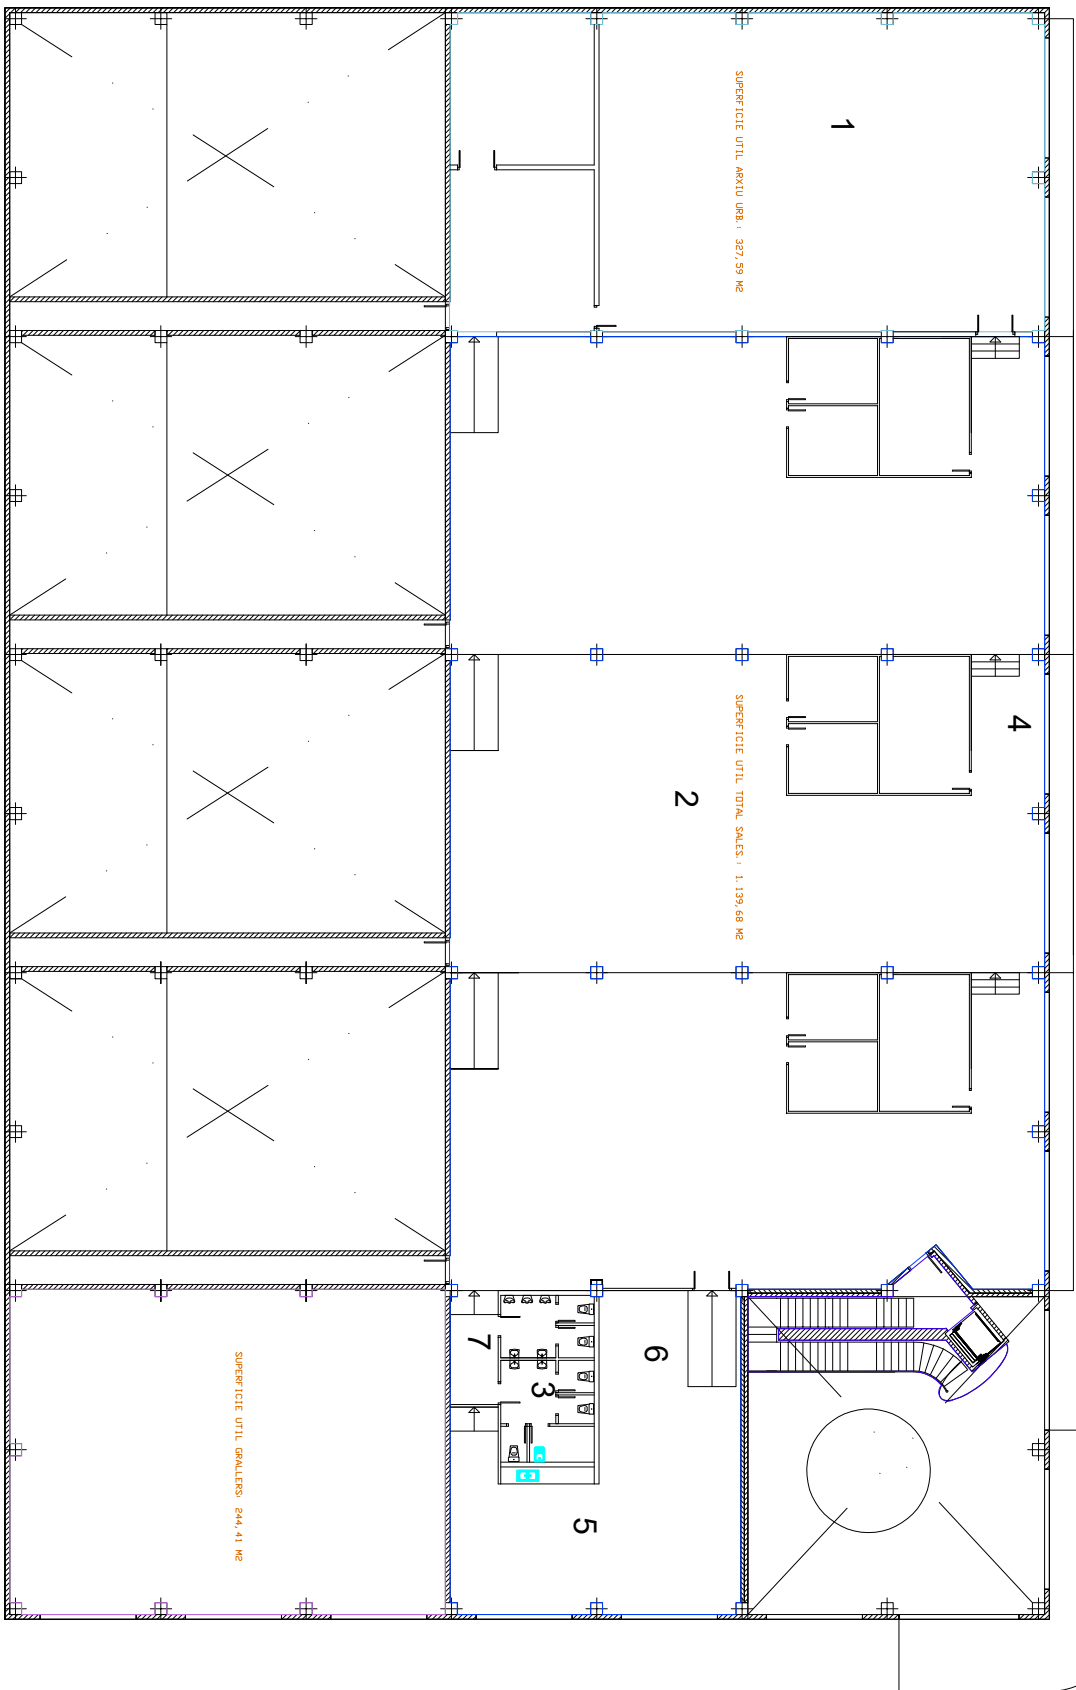 1
SUPERFICIE UTIL ARXIU URB.: 327,59 M2
4
2
SUPERFICIE UTIL TOTAL SALES.: 1.139,68 M2
7
3
6
5
SUPERFICIE UTIL GRALLERS: 244,41 M2